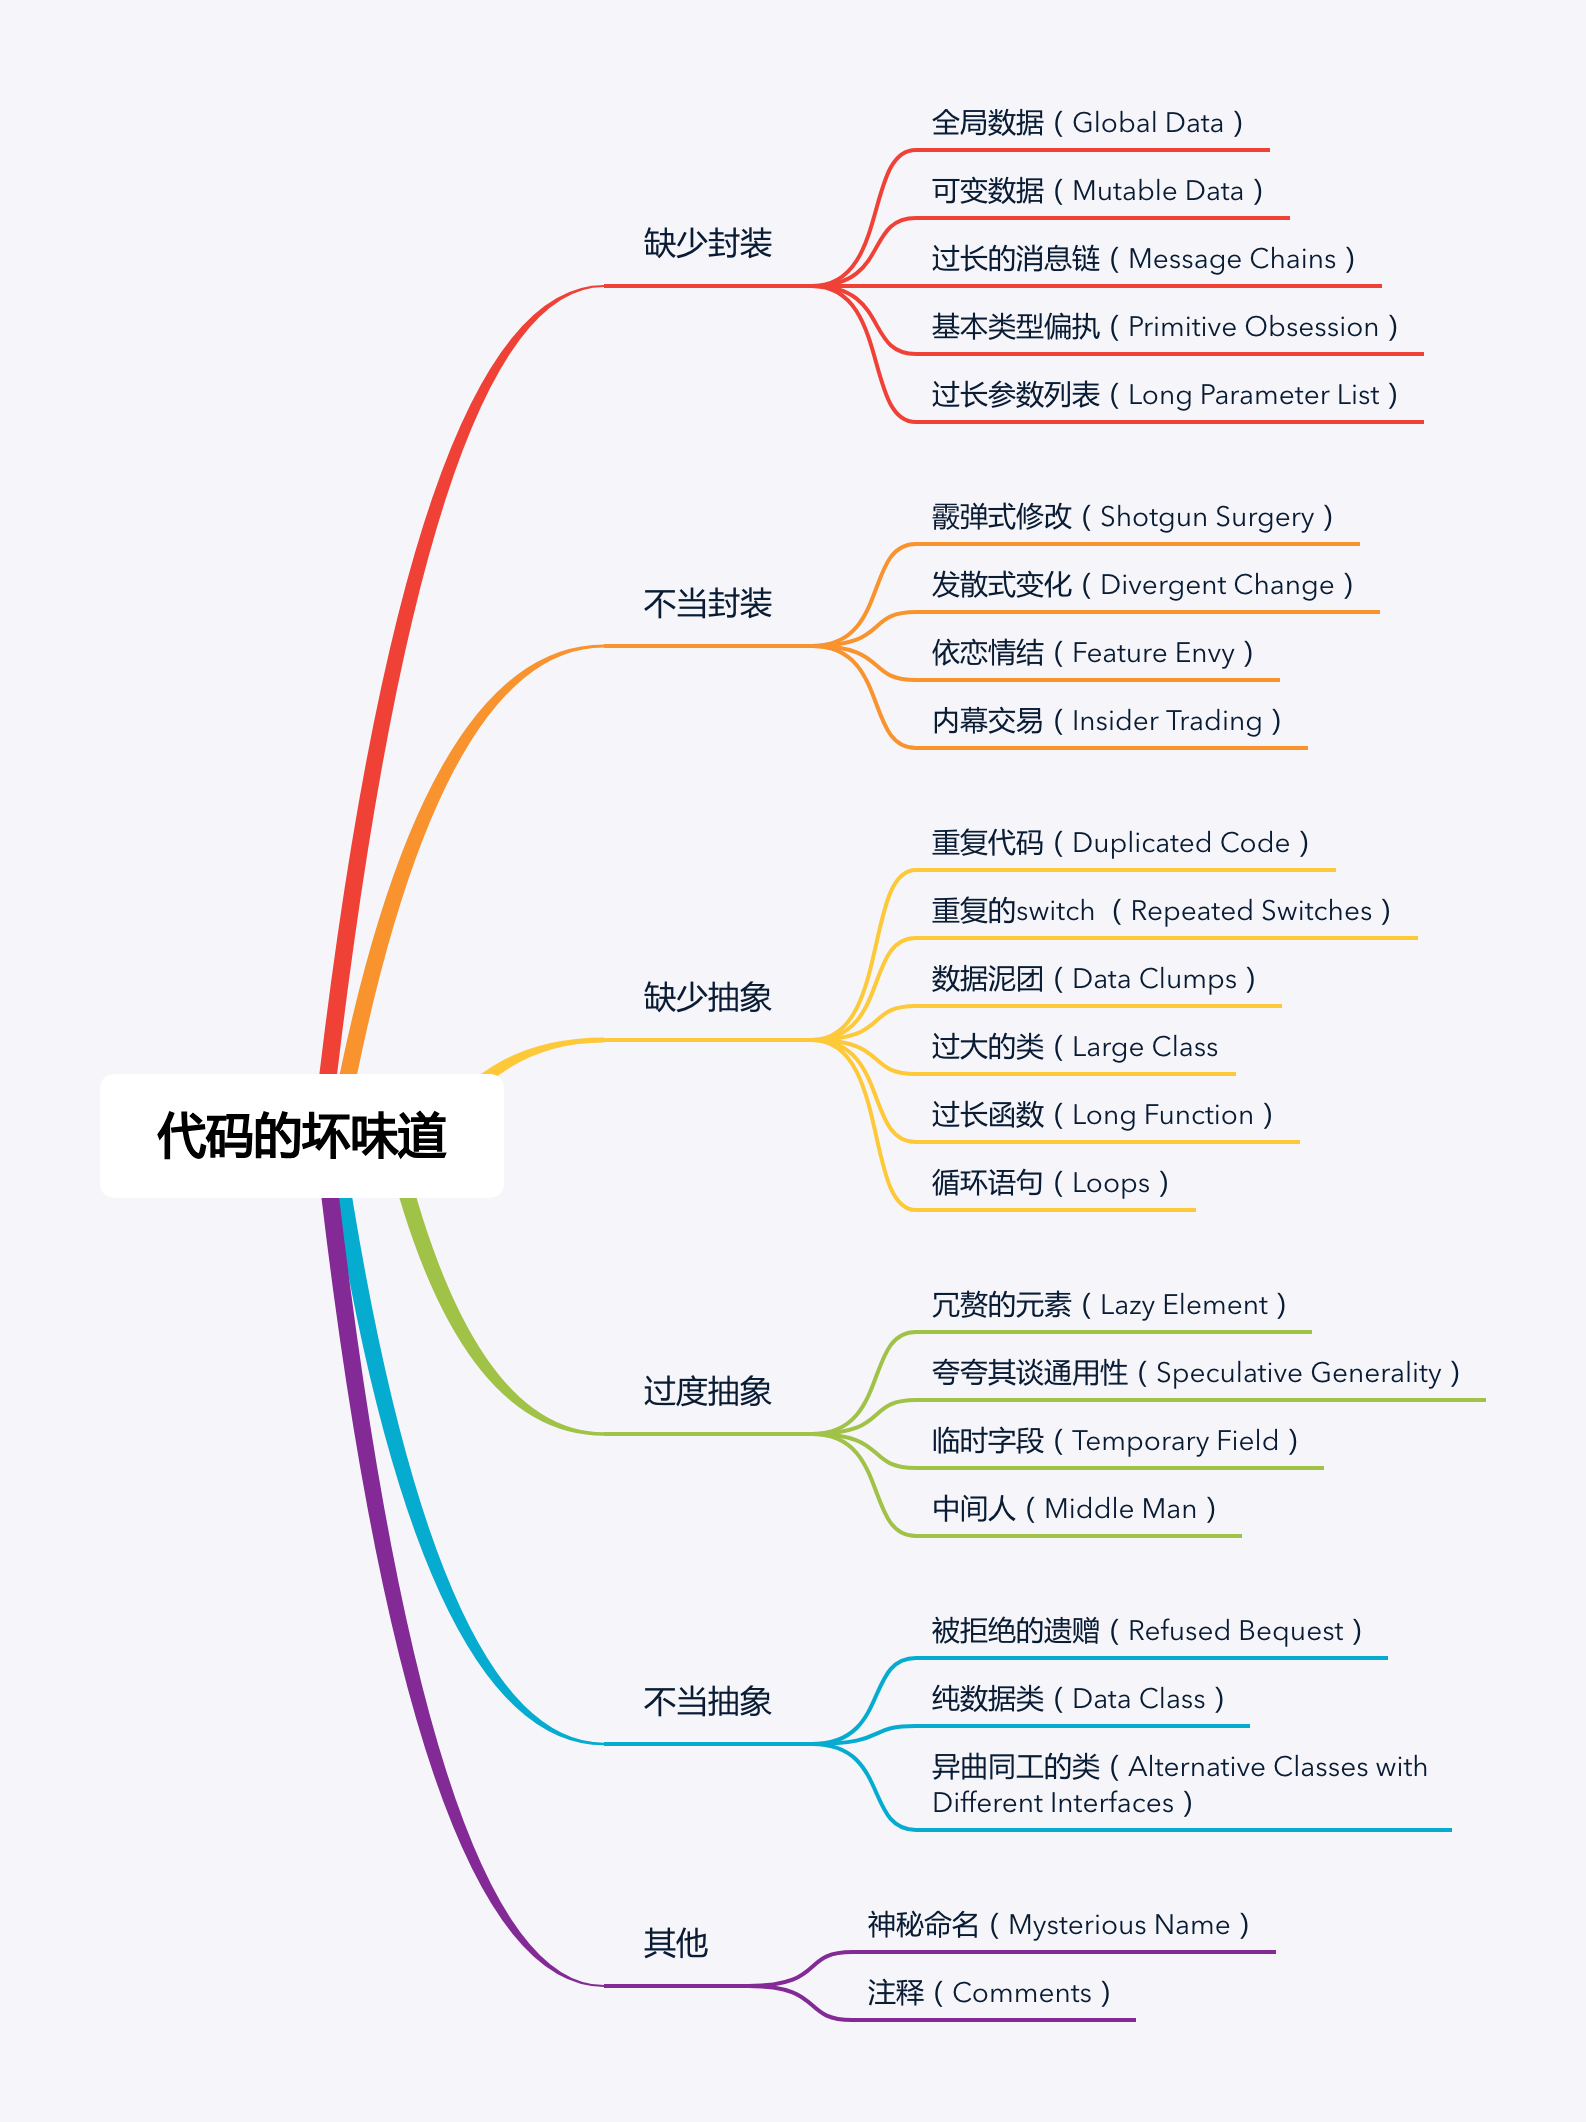 代码的坏味道
缺少封装
全局数据（Global Data）
可变数据（Mutable Data）
过长的消息链（Message Chains）
基本类型偏执（Primitive Obsession）
过长参数列表（Long Parameter List）
不当封装
霰弹式修改（Shotgun Surgery）
发散式变化（Divergent Change）
依恋情结（Feature Envy）
内幕交易（Insider Trading）
缺少抽象
重复代码（Duplicated Code）
重复的switch （Repeated Switches）
数据泥团（Data Clumps）
过大的类（Large Class
过长函数（Long Function）
循环语句（Loops）
过度抽象
冗赘的元素（Lazy Element）
夸夸其谈通用性（Speculative Generality）
临时字段（Temporary Field）
中间人（Middle Man）
不当抽象
被拒绝的遗赠（Refused Bequest）
纯数据类（Data Class）
异曲同工的类（Alternative Classes with
Different Interfaces）
其他
神秘命名（Mysterious Name）
注释（Comments）